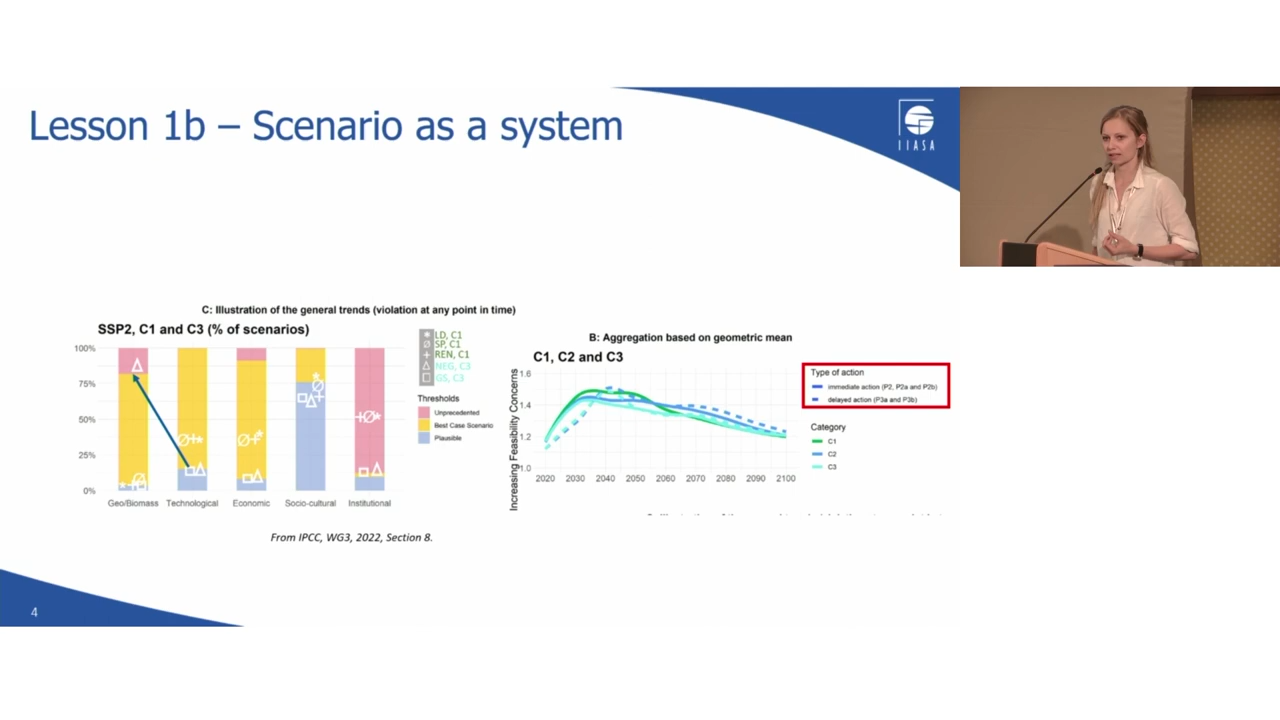 Lesson 1b – Scenario as a system
IIASA
C: Illustration of the general trends (violation at any point in time)
SSP2, C1 and C3 (% of scenarios)
100%
75%
50%
25%
0%
Geo/Biomass Technological Economic Socio-cultural Institutional
LD, C1
SP, C1
REN, C1
NEG, C3
GS, C3
Thresholds
Unprecedented
Best Case Scenario
Plausible
From IPCC, WG3, 2022, Section 8.
B: Aggregation based on geometric mean
C1, C2 and C3
Increasing Feasibility Concerns
1.6
1.4
1.2
1.0
2020 2030 2040 2050 2060 2070 2080 2090 2100
Type of action
immediate action (P2, P2a and P2b)
delayed action (P3a and P3b)
Category
C1
C2
C3
4